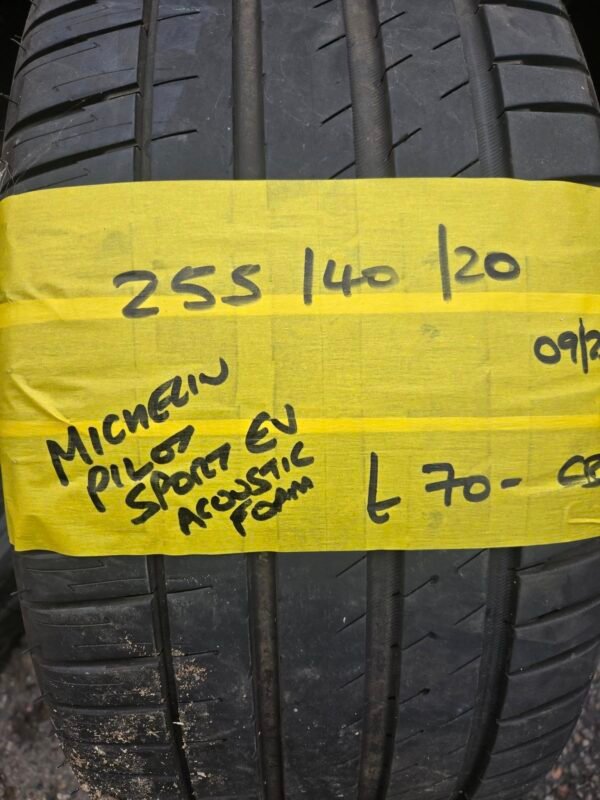 255/40/20
09/2
MICHELIN
PILOT
SPORT EV
ACOUSTIC
FOAM
£70-